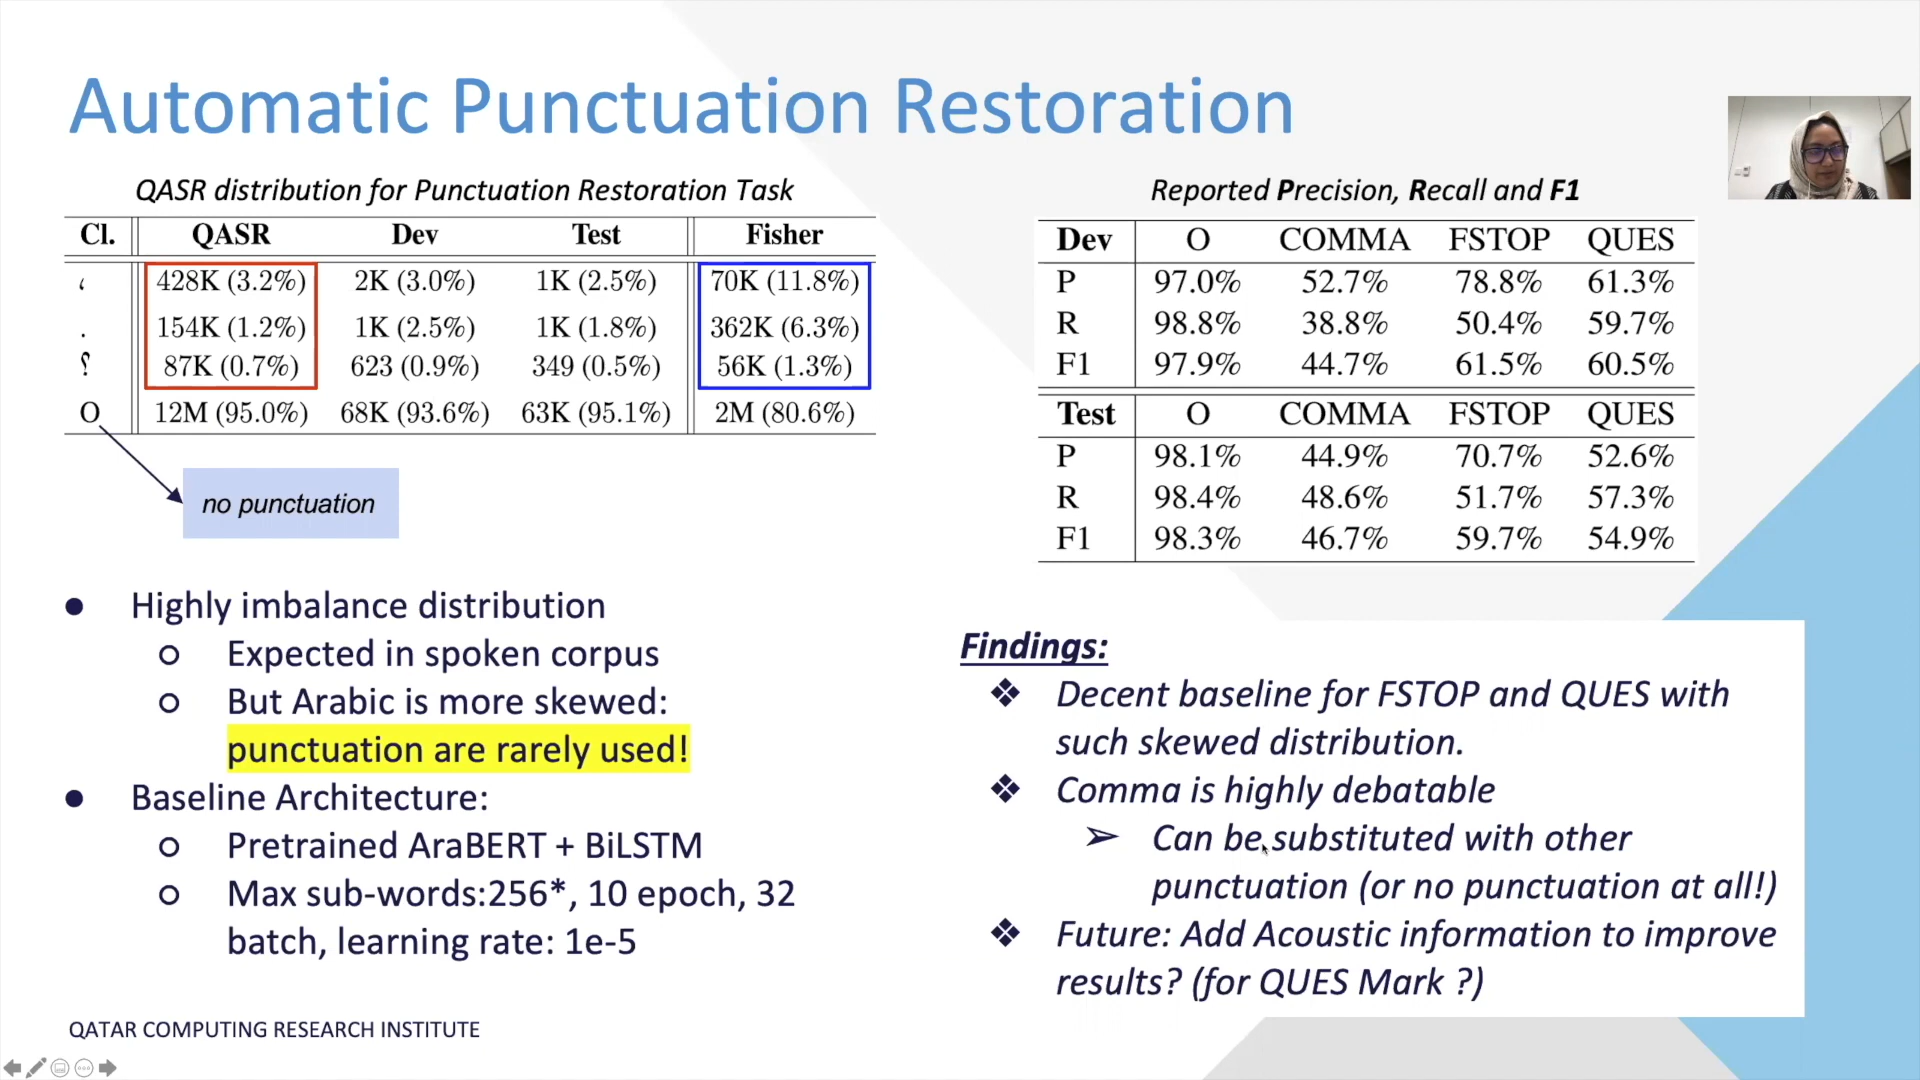 Automatic Punctuation Restoration
QASR distribution for Punctuation Restoration Task
Cl. QASR Dev Test Fisher
، 428K (3.2%) 2K (3.0%) 1K (2.5%) 70K (11.8%)
. 154K (1.2%) 1K (2.5%) 1K (1.8%) 362K (6.3%)
؟ 87K (0.7%) 623 (0.9%) 349 (0.5%) 56K (1.3%)
O 12M (95.0%) 68K (93.6%) 63K (95.1%) 2M (80.6%)
no punctuation
● Highly imbalance distribution
○ Expected in spoken corpus
○ But Arabic is more skewed:
punctuation are rarely used!
● Baseline Architecture:
○ Pretrained AraBERT + BiLSTM
○ Max sub-words:256*, 10 epoch, 32
batch, learning rate: 1e-5
Reported Precision, Recall and F1
Dev O COMMA FSTOP QUES
P 97.0% 52.7% 78.8% 61.3%
R 98.8% 38.8% 50.4% 59.7%
F1 97.9% 44.7% 61.5% 60.5%
Test O COMMA FSTOP QUES
P 98.1% 44.9% 70.7% 52.6%
R 98.4% 48.6% 51.7% 57.3%
F1 98.3% 46.7% 59.7% 54.9%
Findings:
❖ Decent baseline for FSTOP and QUES with
such skewed distribution.
❖ Comma is highly debatable
➢ Can be substituted with other
punctuation (or no punctuation at all!)
❖ Future: Add Acoustic information to improve
results? (for QUES Mark ?)
QATAR COMPUTING RESEARCH INSTITUTE